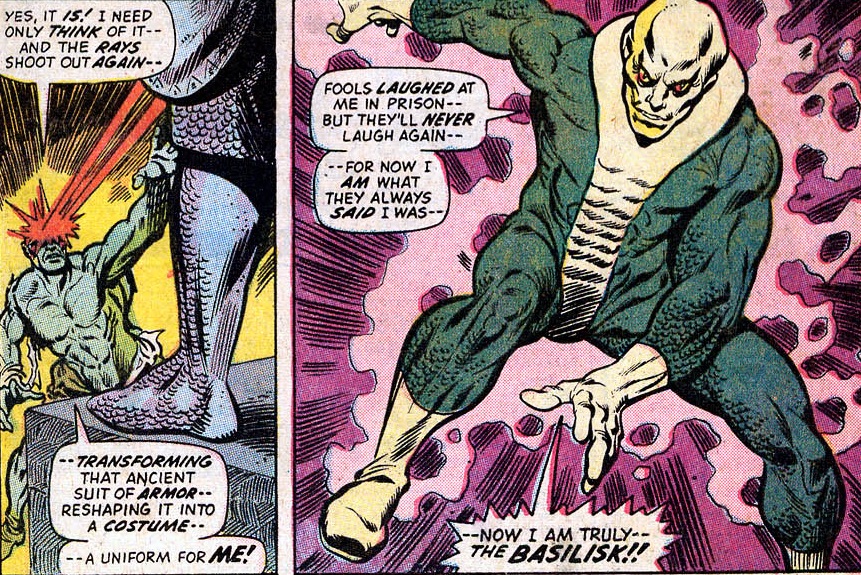 YES, IT IS! I NEED
ONLY THINK OF IT--
AND THE RAYS
SHOOT OUT AGAIN--
--TRANSFORMING
THAT ANCIENT
SUIT OF ARMOR--
RESHAPING IT INTO
A COSTUME--
--A UNIFORM FOR ME!
FOOLS LAUGHED AT
ME IN PRISON--
BUT THEY'LL NEVER
LAUGH AGAIN--
--FOR NOW I
AM WHAT
THEY ALWAYS
SAID I WAS--
--NOW I AM TRULY--
THE BASILISK!!